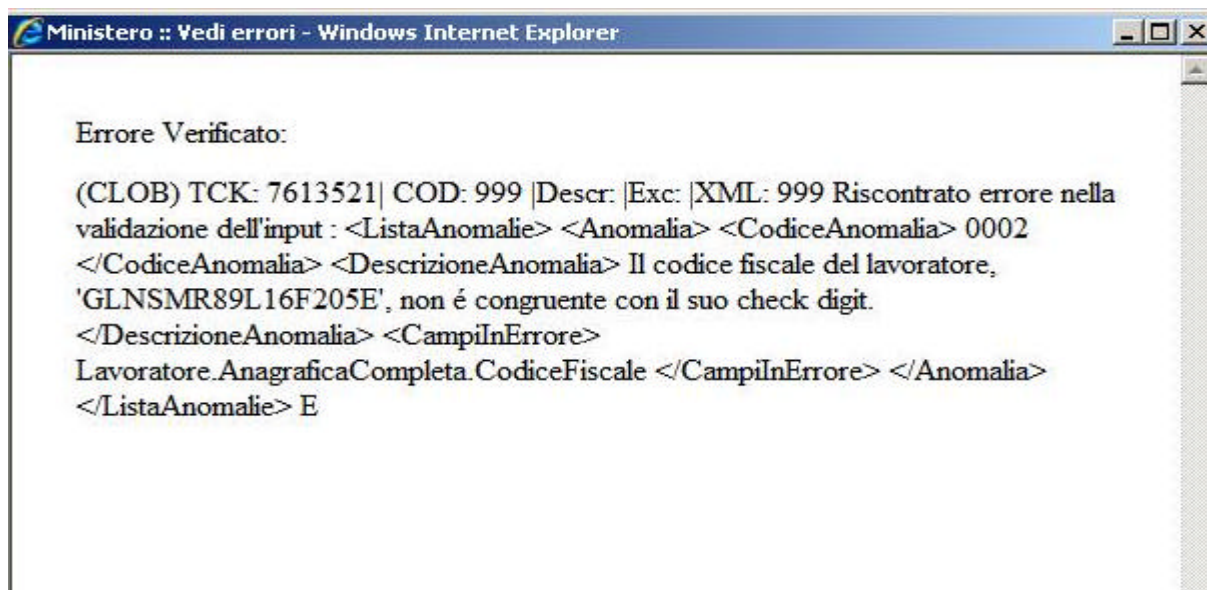 Ministero :: Vedi errori - Windows Internet Explorer
Errore Verificato:
(CLOB) TCK: 7613521| COD: 999 |Descr: |Exc: |XML: 999 Riscontrato errore nella
validazione dell'input : <ListaAnomalie> <Anomalia> <CodiceAnomalia> 0002
</CodiceAnomalia> <DescrizioneAnomalia> Il codice fiscale del lavoratore,
'GLNSMR89L16F205E', non é congruente con il suo check digit.
</DescrizioneAnomalia> <CampiInErrore>
Lavoratore.AnagraficaCompleta.CodiceFiscale </CampiInErrore> </Anomalia>
</ListaAnomalie> E